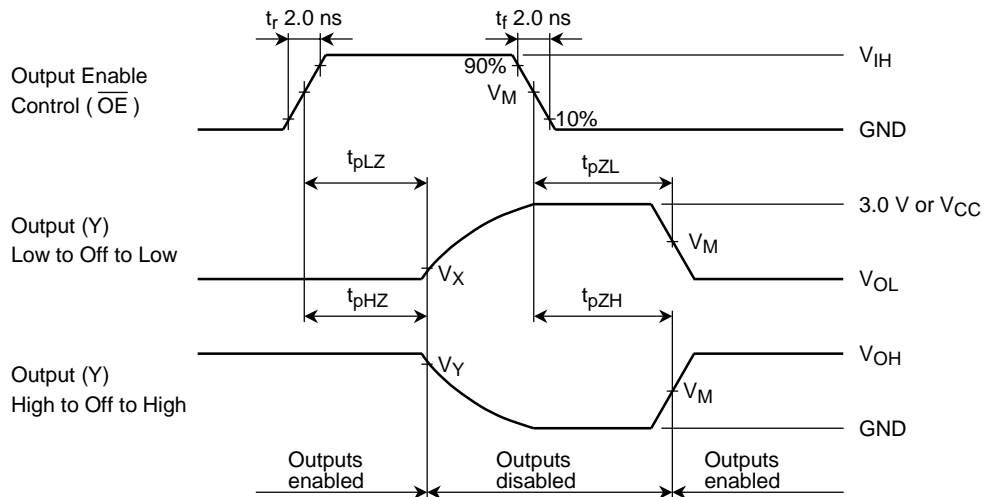 tr 2.0 ns
tf 2.0 ns
Output Enable
Control ( OE )
90%
VM
10%
VIH
GND
tpLZ
tpZL
Output (Y)
Low to Off to Low
VX
VM
3.0 V or VCC
VOL
tpHZ
tpZH
Output (Y)
High to Off to High
VY
VM
VOH
GND
Outputs
enabled
Outputs
disabled
Outputs
enabled